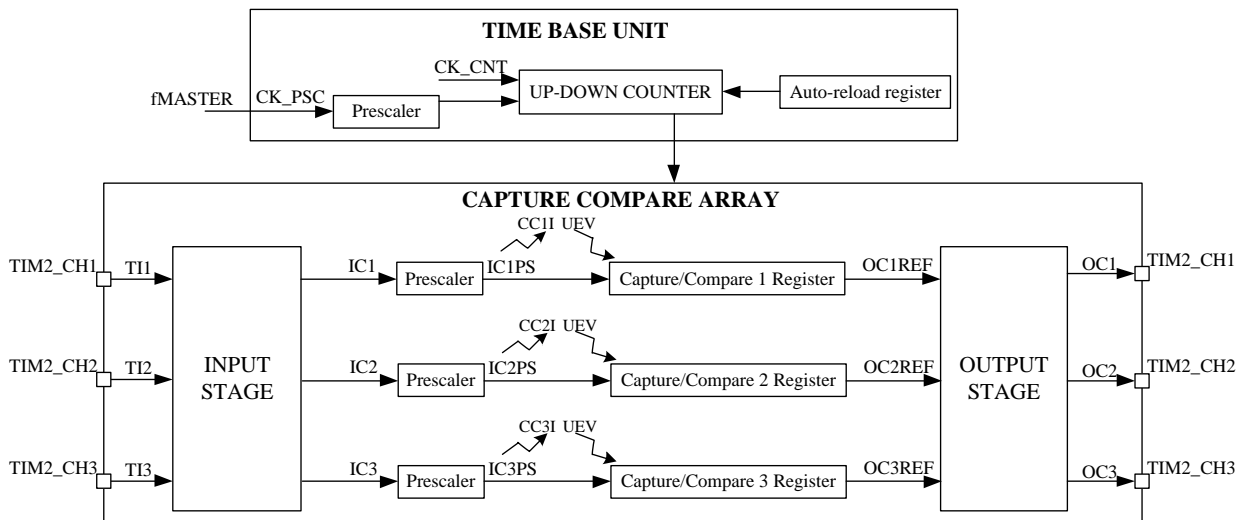 TIME BASE UNIT
CK_CNT
fMASTER
CK_PSC
Prescaler
UP-DOWN COUNTER
Auto-reload register
CAPTURE COMPARE ARRAY
CC1I UEV
TIM2_CH1
TI1
IC1
Prescaler
IC1PS
Capture/Compare 1 Register
OC1REF
OC1
TIM2_CH1
INPUT
STAGE
CC2I UEV
TIM2_CH2
TI2
IC2
Prescaler
IC2PS
Capture/Compare 2 Register
OC2REF
OUTPUT
STAGE
OC2
TIM2_CH2
CC3I UEV
TIM2_CH3
TI3
IC3
Prescaler
IC3PS
Capture/Compare 3 Register
OC3REF
OC3
TIM2_CH3